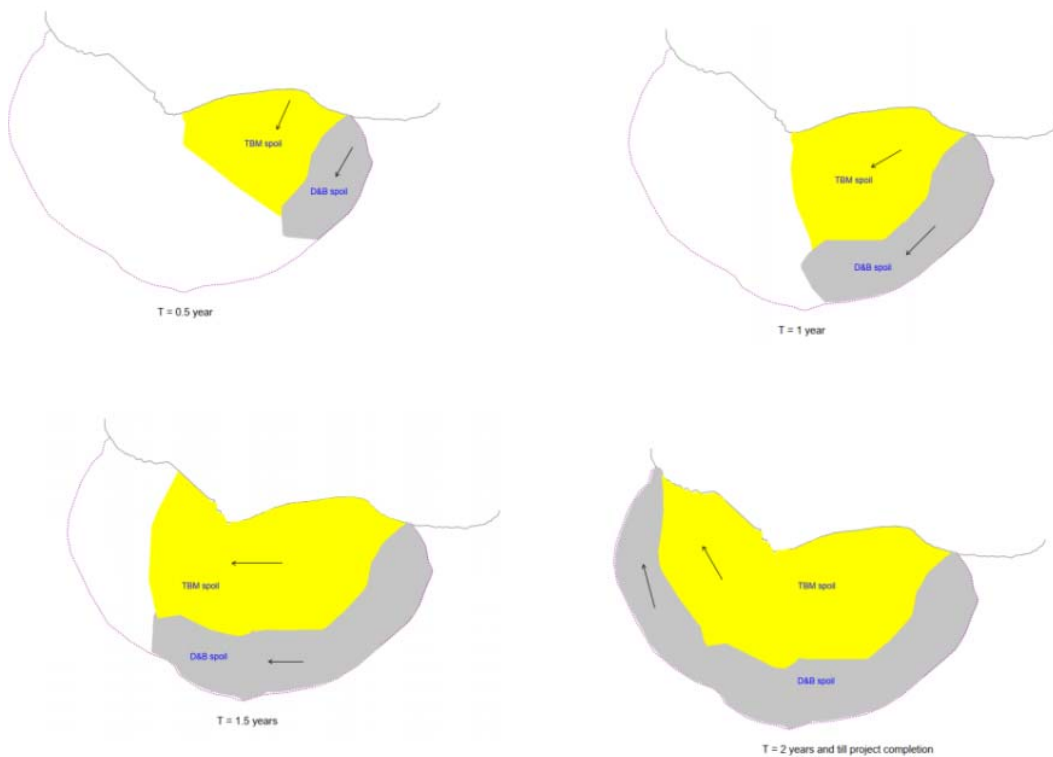 TBM spoil
D&B spoil
T = 0.5 year
TBM spoil
D&B spoil
T = 1 year
TBM spoil
D&B spoil
T = 1.5 years
TBM spoil
D&B spoil
T = 2 years and till project completion